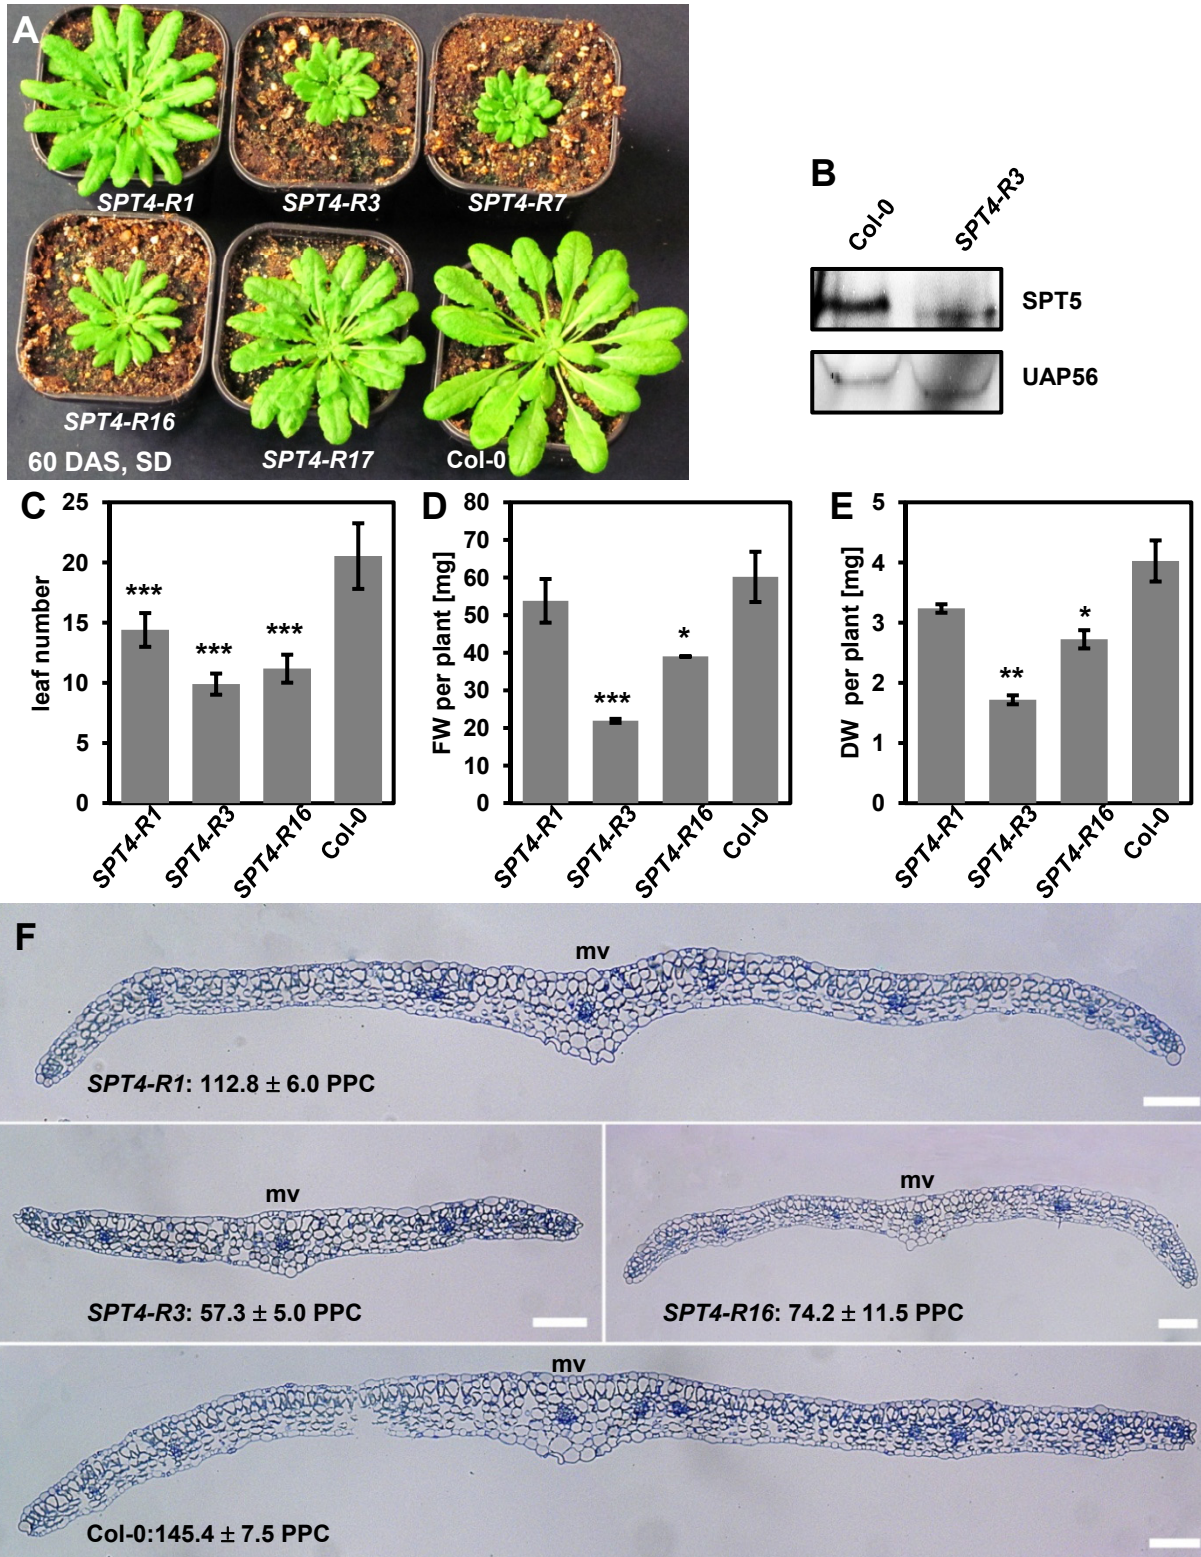 A
SPT4-R1
SPT4-R3
SPT4-R7
SPT4-R16
SPT4-R17
Col-0
60 DAS, SD
B
Col-0
SPT4-R3
SPT5
UAP56
C
leaf number
25
20
15
10
5
0
***
***
***
SPT4-R1
SPT4-R3
SPT4-R16
Col-0
D
FW per plant [mg]
80
70
60
50
40
30
20
10
0
***
*
SPT4-R1
SPT4-R3
SPT4-R16
Col-0
E
DW per plant [mg]
5
4
3
2
1
0
**
*
SPT4-R1
SPT4-R3
SPT4-R16
Col-0
F
mv
SPT4-R1: 112.8 ± 6.0 PPC
mv
SPT4-R3: 57.3 ± 5.0 PPC
mv
SPT4-R16: 74.2 ± 11.5 PPC
mv
Col-0:145.4 ± 7.5 PPC